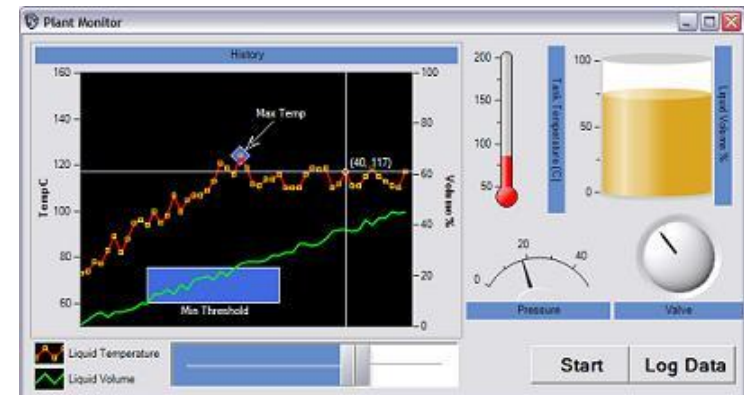 Plant Monitor
History
160
140
120
100
80
60
TempC
100
80
60
40
20
0
Volume %
Max Temp
(40, 117)
Min Threshold
Liquid Temperature
Liquid Volume
200
150
100
50
Tank Temperature (C)
100
50
0
Liquid Volume %
0
20
40
Pressure
Valve
Start
Log Data